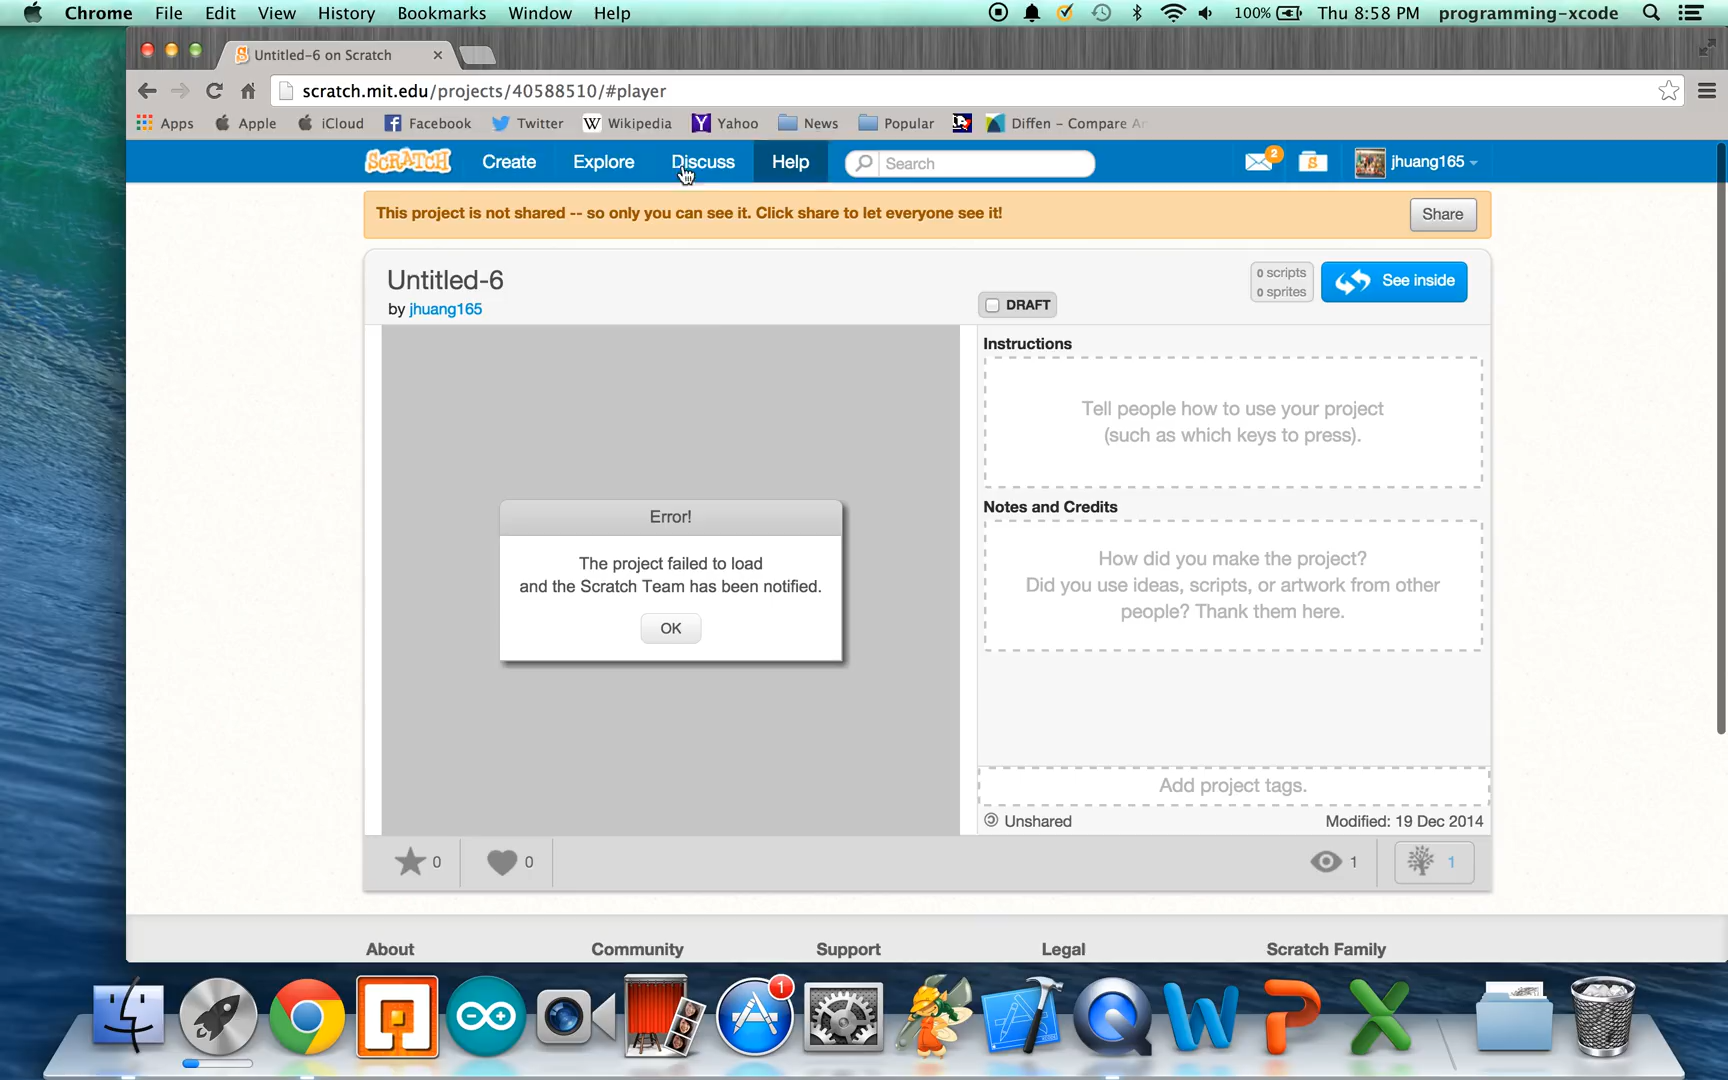 Chrome File Edit View History Bookmarks Window Help 100% Thu 8:58 PM programming-xcode
Untitled-6 on Scratch
scratch.mit.edu/projects/40588510/#player
Apps Apple iCloud Facebook Twitter Wikipedia Yahoo News Popular Diffen - Compare
SCRATCH Create Explore Discuss Help Search 2 jhuang165
This project is not shared -- so only you can see it. Click share to let everyone see it! Share
Untitled-6
by jhuang165
DRAFT
0 scripts
0 sprites
See inside
Error!
The project failed to load
and the Scratch Team has been notified.
OK
Instructions
Tell people how to use your project
(such as which keys to press).
Notes and Credits
How did you make the project?
Did you use ideas, scripts, or artwork from other
people? Thank them here.
Add project tags.
Unshared Modified: 19 Dec 2014
0 0 1 1
About Community Support Legal Scratch Family
1